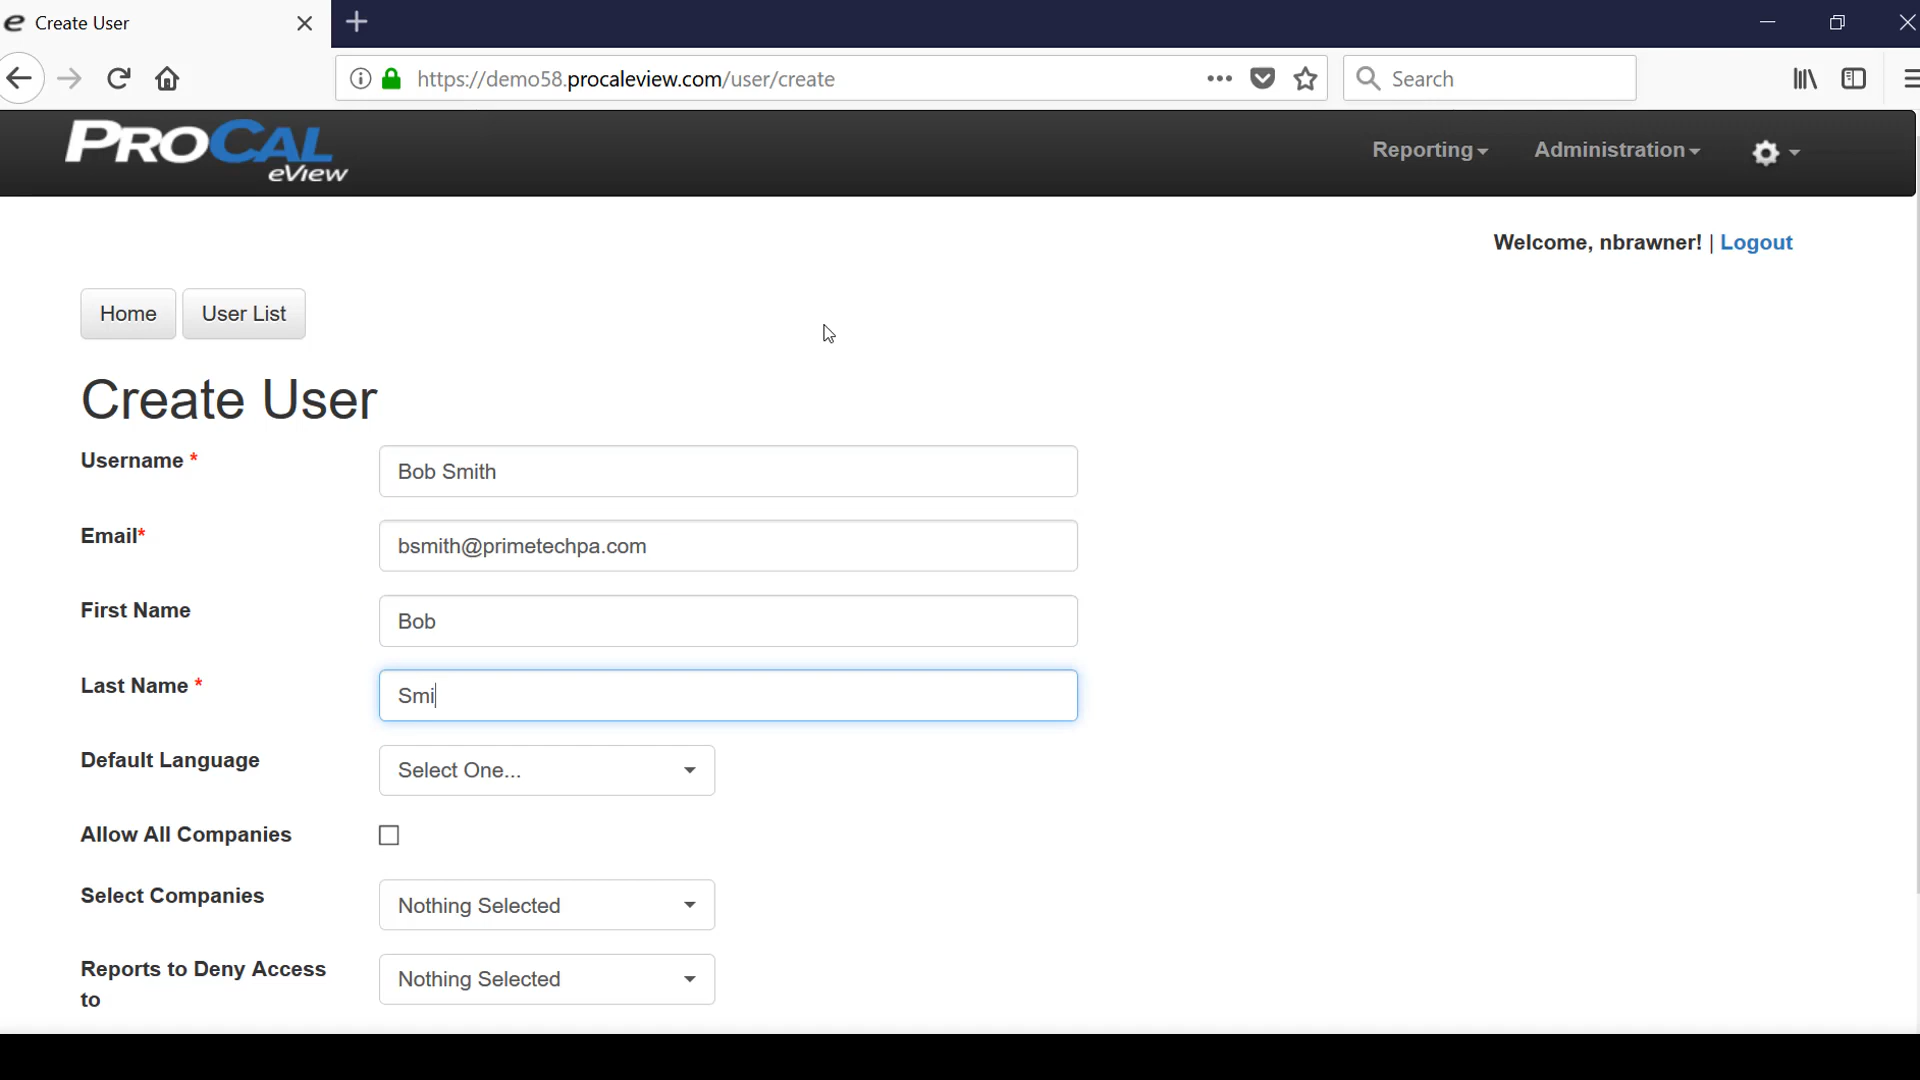 Create User
https://demo58.procaleview.com/user/create
Search
PROCAL
eView
Reporting
Administration
Welcome, nbrawner! | Logout
Home
User List
Create User
Username *
Bob Smith
Email*
bsmith@primetechpa.com
First Name
Bob
Last Name *
Smi
Default Language
Select One...
Allow All Companies
Select Companies
Nothing Selected
Reports to Deny Access
to
Nothing Selected